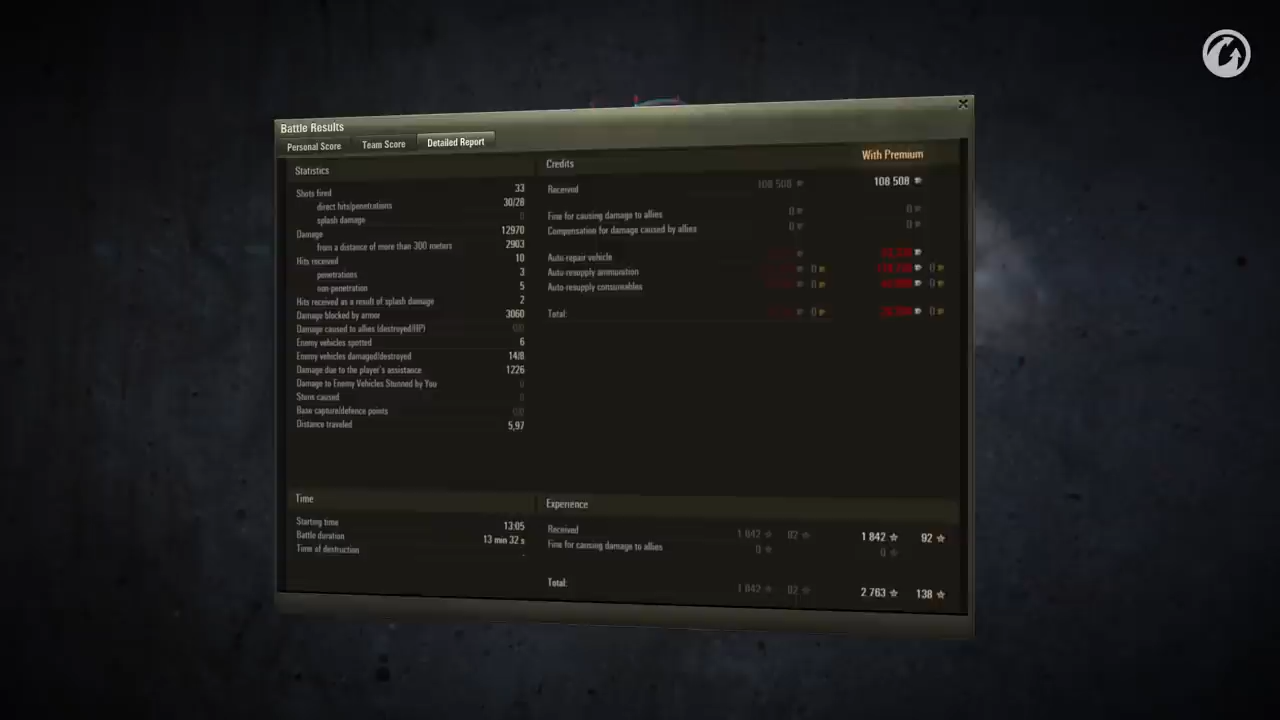 Battle Results
Personal Score Team Score Detailed Report
Statistics
Shots fired 33
direct hits/penetrations 30/28
splash damage 0
Damage 12970
from a distance of more than 300 meters 2903
Hits received 10
penetrations 3
non-penetration 5
Hits received as a result of splash damage 2
Damage blocked by armor 3060
Damage caused to allies (destroyed/HP) 0/0
Enemy vehicles spotted 6
Enemy vehicles damaged/destroyed 14/8
Damage due to the player's assistance 1226
Damage to Enemy Vehicles Stunned by You 0
Stuns caused 0
Base capture/defence points 0/0
Distance traveled 5,97
Time
Starting time 13:05
Battle duration 13 min 32 s
Time of destruction -
Credits With Premium
Received 108 508 108 508
Fine for causing damage to allies 0 0
Compensation for damage caused by allies 0 0
Auto-repair vehicle
Auto-resupply ammunition 0 0
Auto-resupply consumables 0 0
Total: 0 0
Experience
Received 1 842 92 1 842 92
Fine for causing damage to allies 0 0
Total: 1 842 92 2 763 138